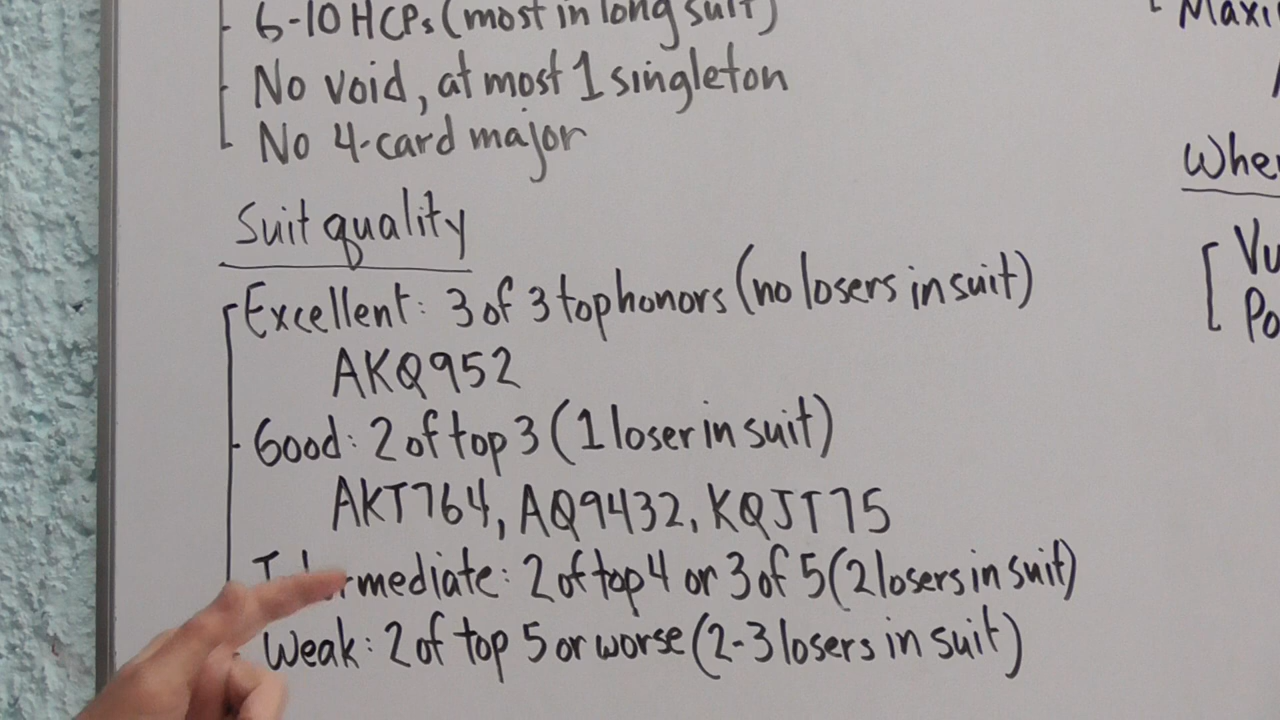 6-10 HCPs (most in long suit)
No void, at most 1 singleton
No 4-card major
Suit quality
Excellent: 3 of 3 top honors (no losers in suit)
AKQ952
Good: 2 of top 3 (1 loser in suit)
AKT764, AQ9432, KQJT75
: 2 of top 4 or 3 of 5 (2 losers in suit)
Weak: 2 of top 5 or worse (2-3 losers in suit)